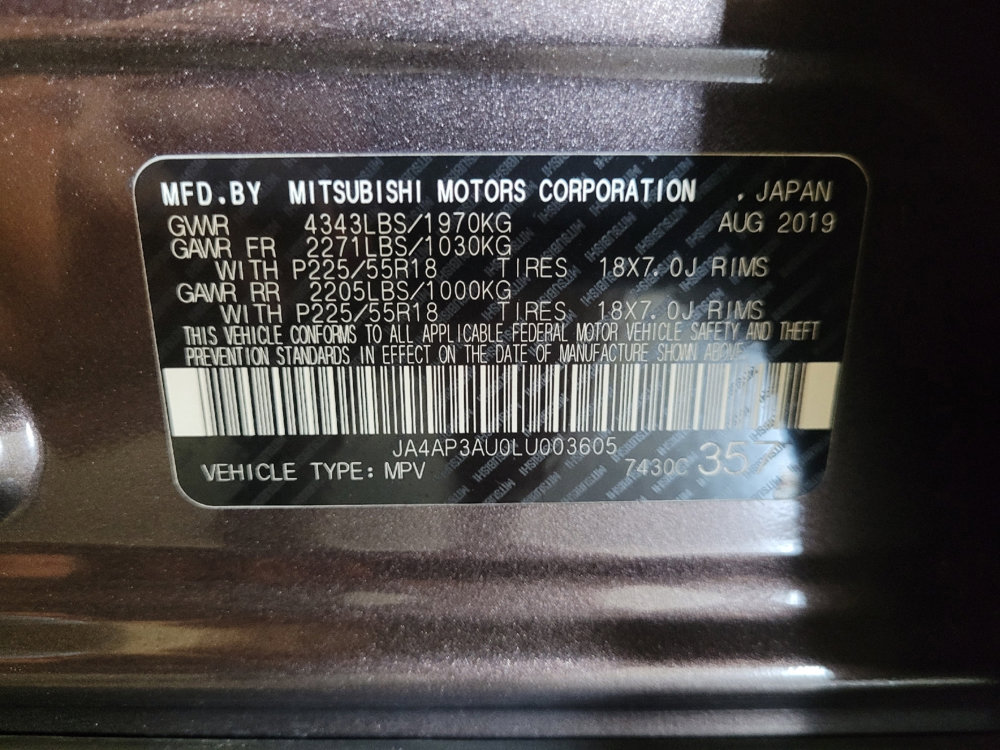 MFD.BY MITSUBISHI MOTORS CORPORATION . JAPAN
GVWR 4343LBS/1970KG AUG 2019
GAWR FR 2271LBS/1030KG
WITH P225/55R18 TIRES 18X7.0J RIMS
GAWR RR 2205LBS/1000KG
WITH P225/55R18 TIRES 18X7.0J RIMS
THIS VEHICLE CONFORMS TO ALL APPLICABLE FEDERAL MOTOR VEHICLE SAFETY AND THEFT
PREVENTION STANDARDS IN EFFECT ON THE DATE OF MANUFACTURE SHOWN ABOVE.
JA4AP3AU0LU003605
VEHICLE TYPE: MPV 7430C 357